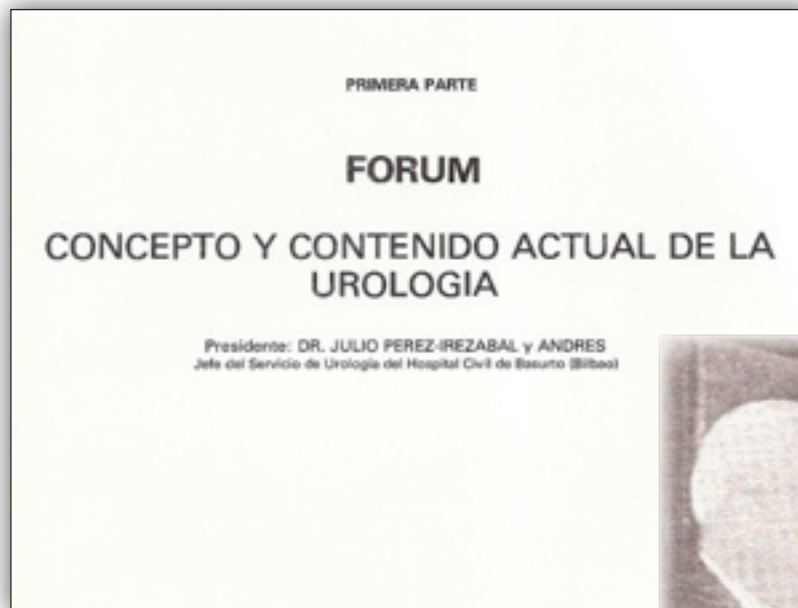 PRIMERA PARTE
FORUM
CONCEPTO Y CONTENIDO ACTUAL DE LA
UROLOGIA
Presidente: DR. JULIO PEREZ-IREZABAL y ANDRES
Jefe del Servicio de Urología del Hospital Civil de Basurto (Bilbao)